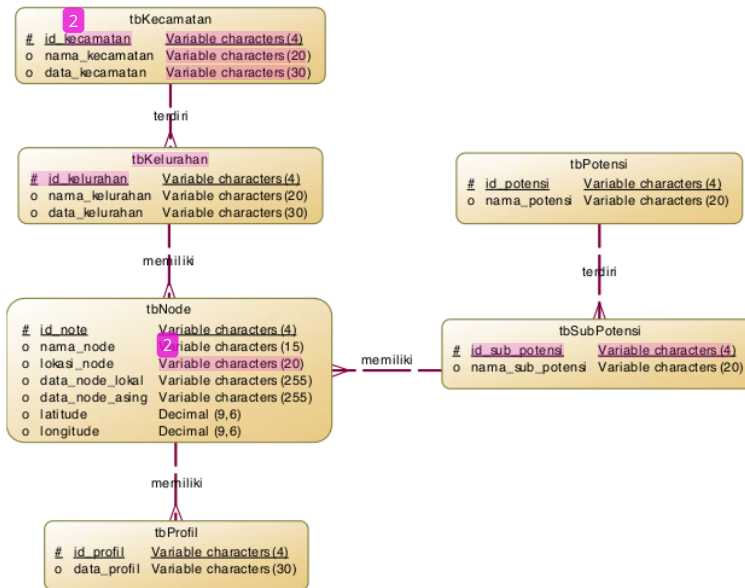 2
tbKecamatan
# id_kecamatan Variable characters (4)
o nama_kecamatan Variable characters (20)
o data_kecamatan Variable characters (30)
terdiri
tbKelurahan
# id_kelurahan Variable characters (4)
o nama_kelurahan Variable characters (20)
o data_kelurahan Variable characters (30)
memiliki
tbNode
# id_note Variable characters (4)
o nama_node Variable characters (15)
2
o lokasi_node Variable characters (20)
o data_node_lokal Variable characters (255)
o data_node_asing Variable characters (255)
o latitude Decimal (9,6)
o longitude Decimal (9,6)
memiliki
tbProfil
# id_profil Variable characters (4)
o data_profil Variable characters (30)
tbPotensi
# id_potensi Variable characters (4)
o nama_potensi Variable characters (20)
terdiri
tbSubPotensi
# id_sub_potensi Variable characters (4)
o nama_sub_potensi Variable characters (20)
memiliki